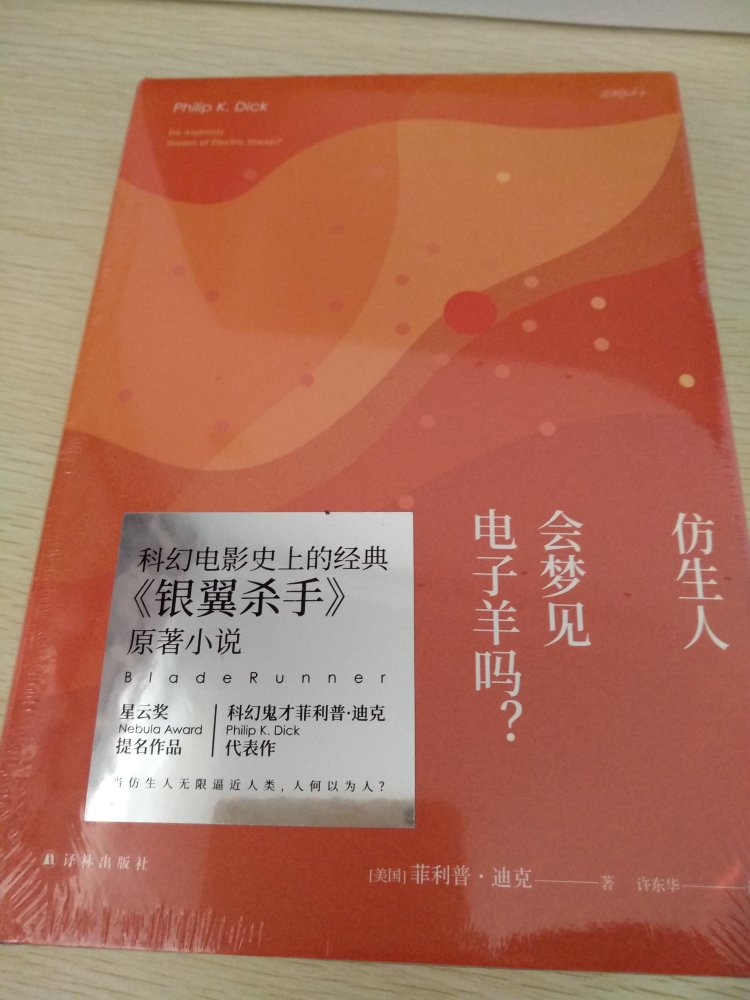 Philip K. Dick
Do Androids
Dream of Electric Sheep?
仿生人
会梦见
电子羊吗?
科幻电影史上的经典
《银翼杀手》
原著小说
BladeRunner
星云奖
Nebula Award
提名作品
科幻鬼才菲利普·迪克
Philip K. Dick
代表作
当仿生人无限逼近人类,人何以为人?
译林出版社
[美国] 菲利普·迪克——著 许东华——